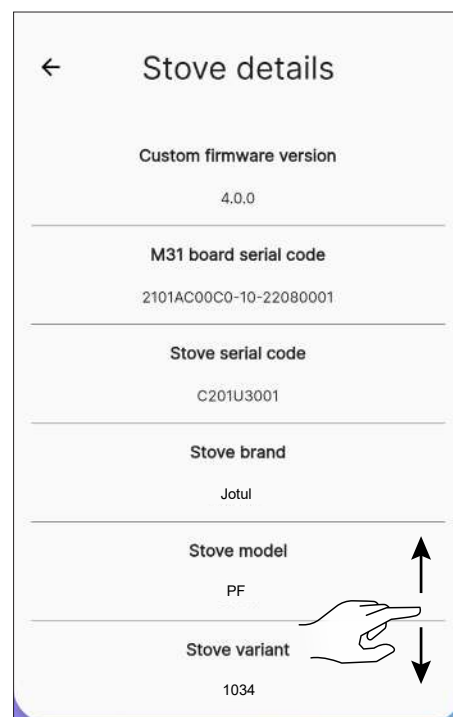 Stove details
Custom firmware version
4.0.0
M31 board serial code
2101AC00C0-10-22080001
Stove serial code
C201U3001
Stove brand
Jotul
Stove model
PF
Stove variant
1034